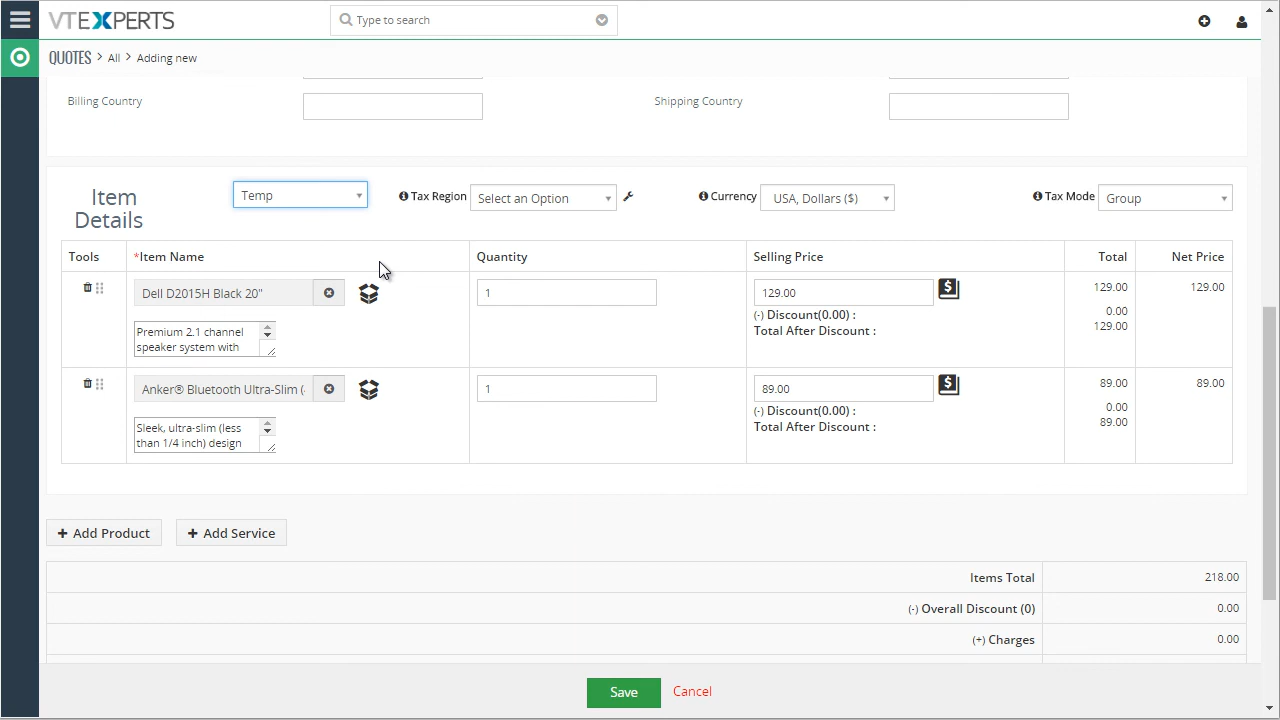 VTEXPERTS
Type to search
QUOTES > All > Adding new
Billing Country
Shipping Country
Item Details
Temp
Tax Region
Select an Option
Currency
USA, Dollars ($)
Tax Mode
Group
Tools
*Item Name
Quantity
Selling Price
Total
Net Price
Dell D2015H Black 20"
1
129.00
129.00
129.00
(-) Discount(0.00) :
0.00
Total After Discount :
129.00
Premium 2.1 channel
speaker system with
Anker® Bluetooth Ultra-Slim (
1
89.00
89.00
89.00
(-) Discount(0.00) :
0.00
Total After Discount :
89.00
Sleek, ultra-slim (less
than 1/4 inch) design
+ Add Product
+ Add Service
Items Total
218.00
(-) Overall Discount (0)
0.00
(+) Charges
0.00
Save
Cancel